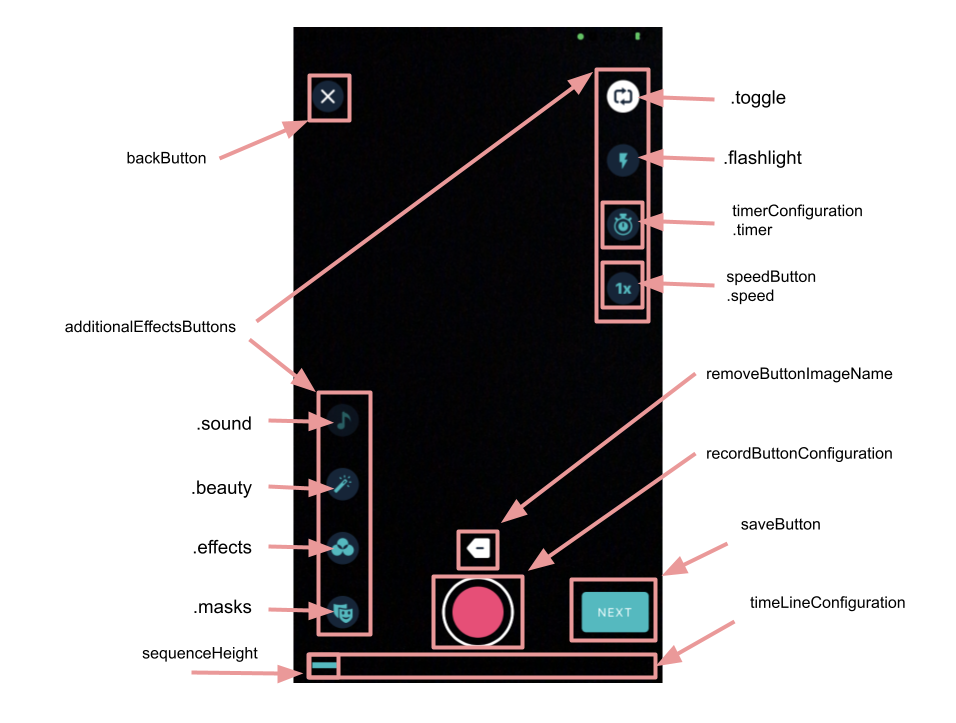 .toggle
backButton
.flashlight
timerConfiguration
.timer
speedButton
.speed
1x
additionalEffectsButtons
removeButtonImageName
.sound
recordButtonConfiguration
.beauty
saveButton
.effects
.masks
NEXT
timeLineConfiguration
sequenceHeight